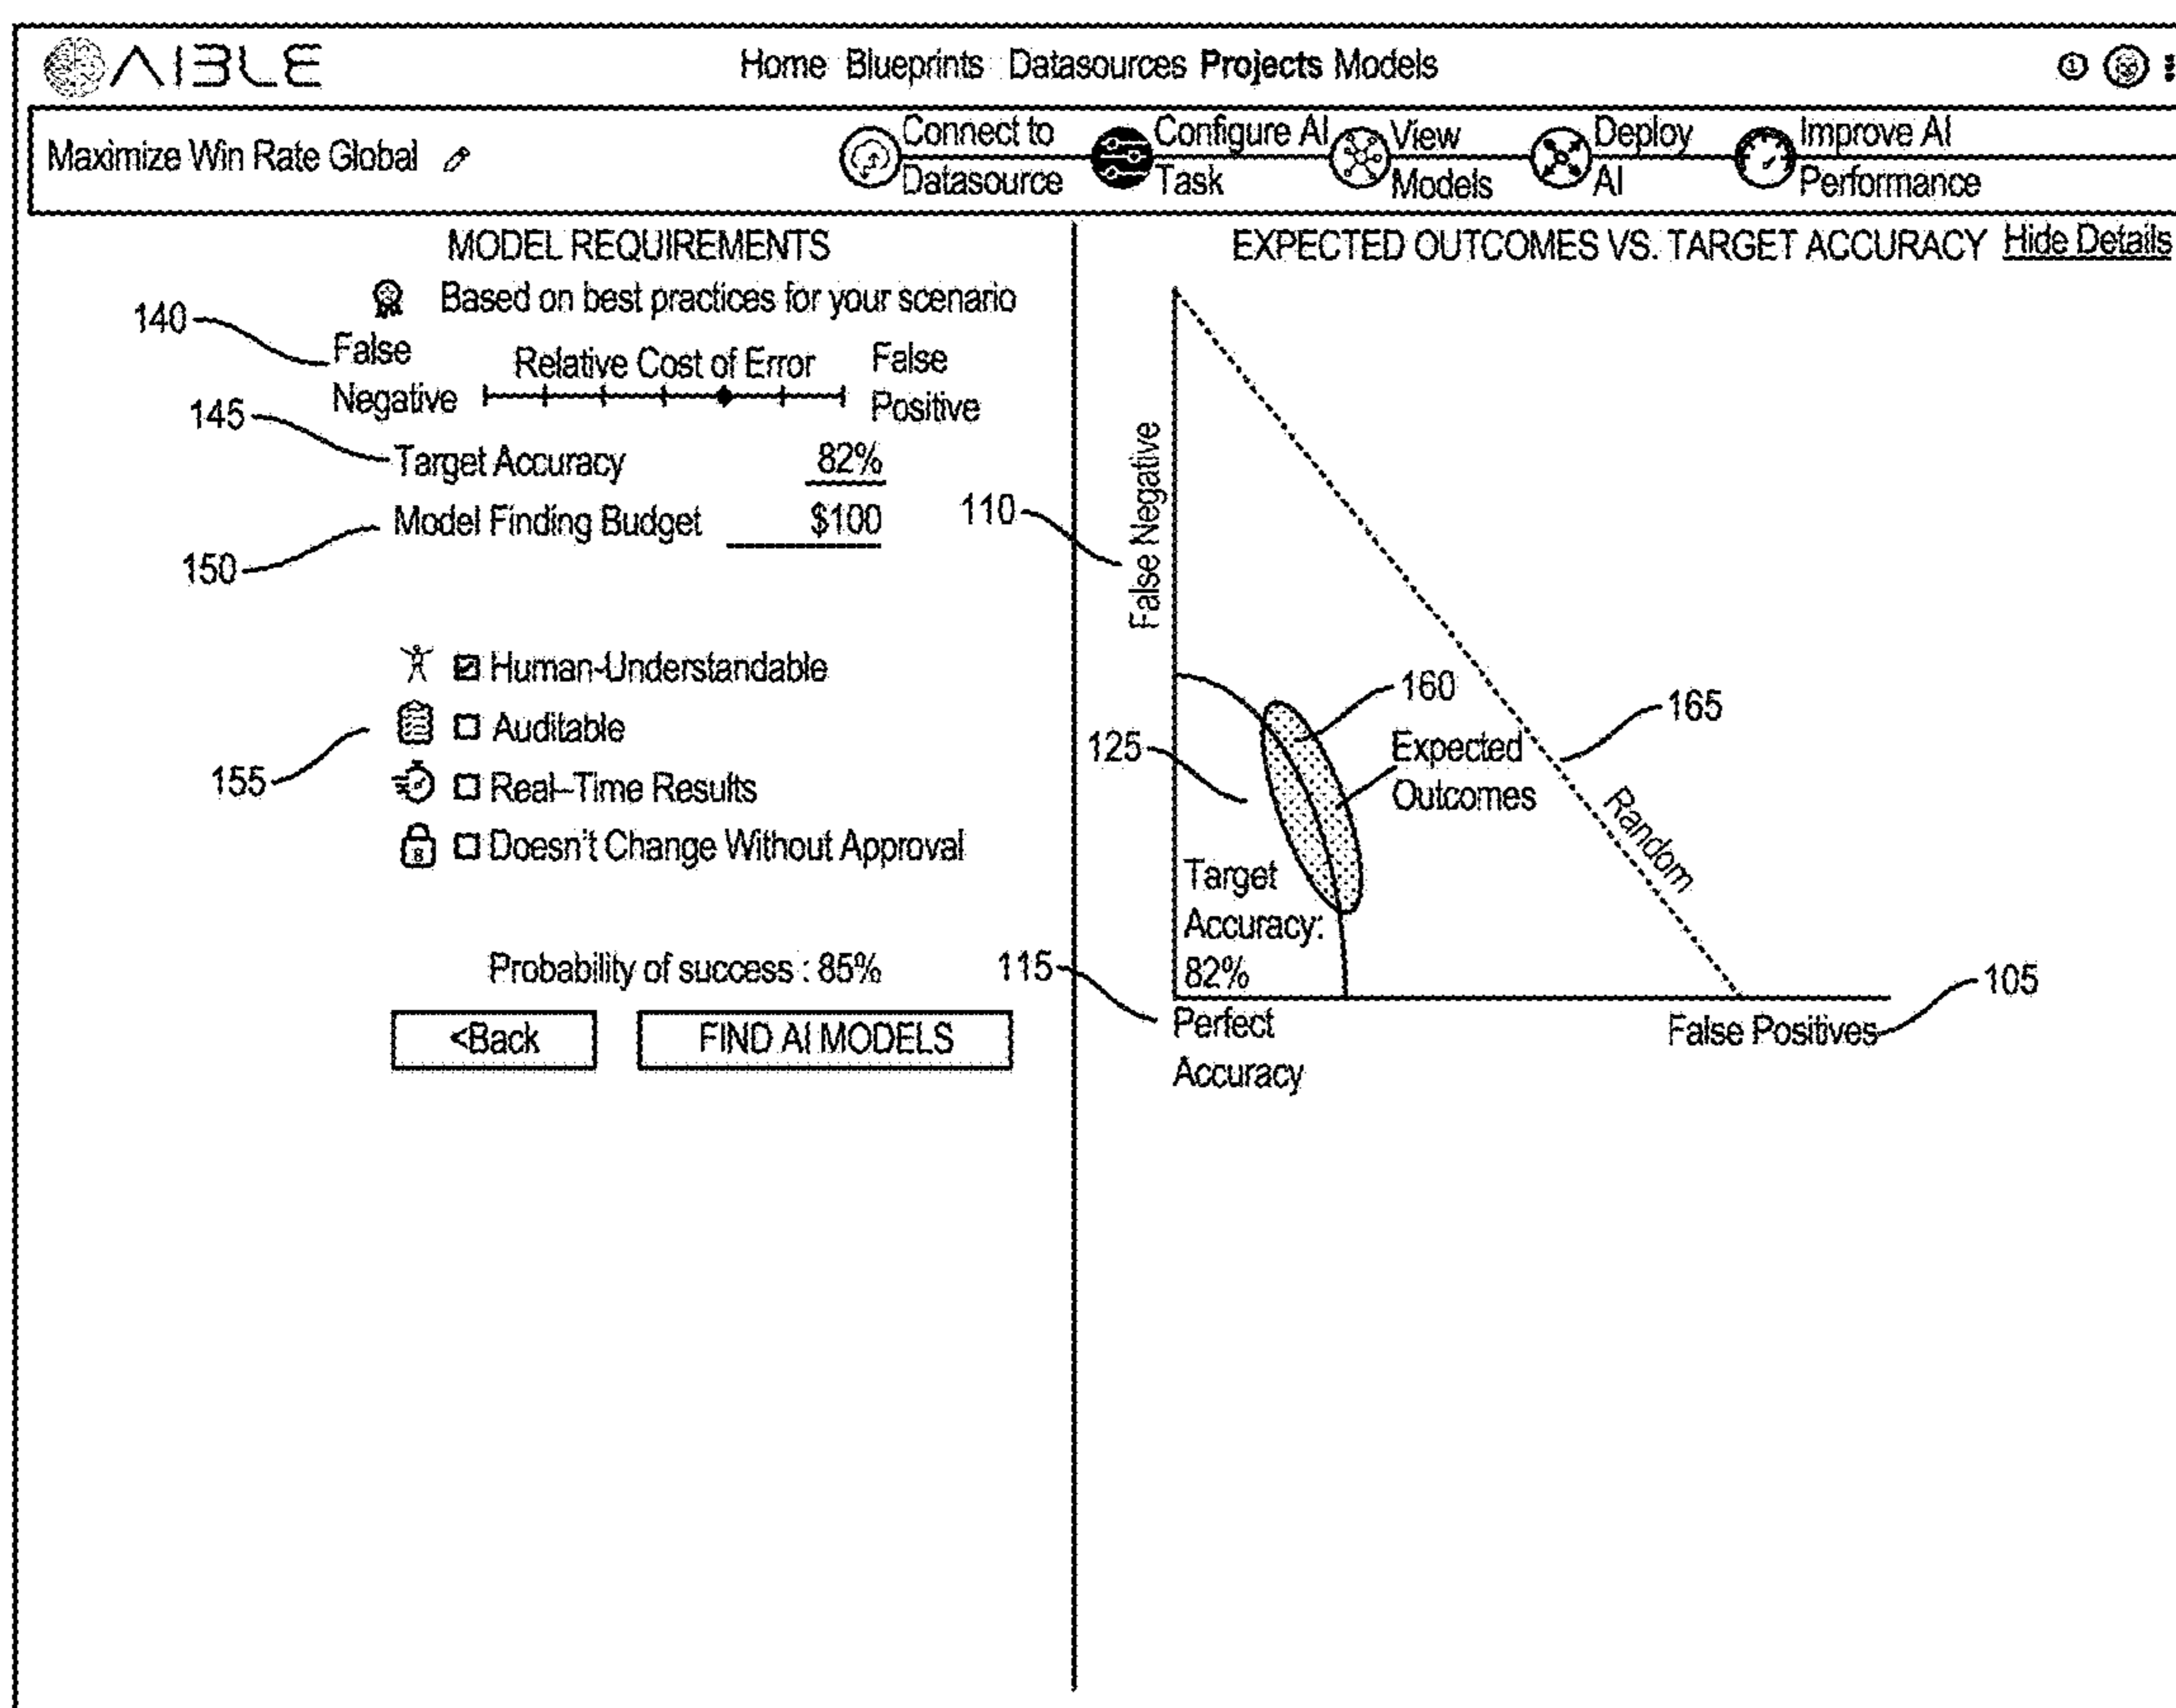 AIBLE
Home Blueprints Datasources Projects Models
1
Maximize Win Rate Global
Connect to
Datasource
Configure AI
Task
View
Models
Deploy
AI
Improve AI
Performance
MODEL REQUIREMENTS
Based on best practices for your scenario
140
False
Negative
Relative Cost of Error
False
Positive
145
Target Accuracy 82%
Model Finding Budget $100
150
Human-Understandable
Auditable
Real-Time Results
Doesn't Change Without Approval
155
Probability of success : 85%
<Back
FIND AI MODELS
EXPECTED OUTCOMES VS. TARGET ACCURACY Hide Details
110
False Negative
160
165
125
Expected
Outcomes
Random
Target
Accuracy:
82%
115
105
Perfect
Accuracy
False Positives